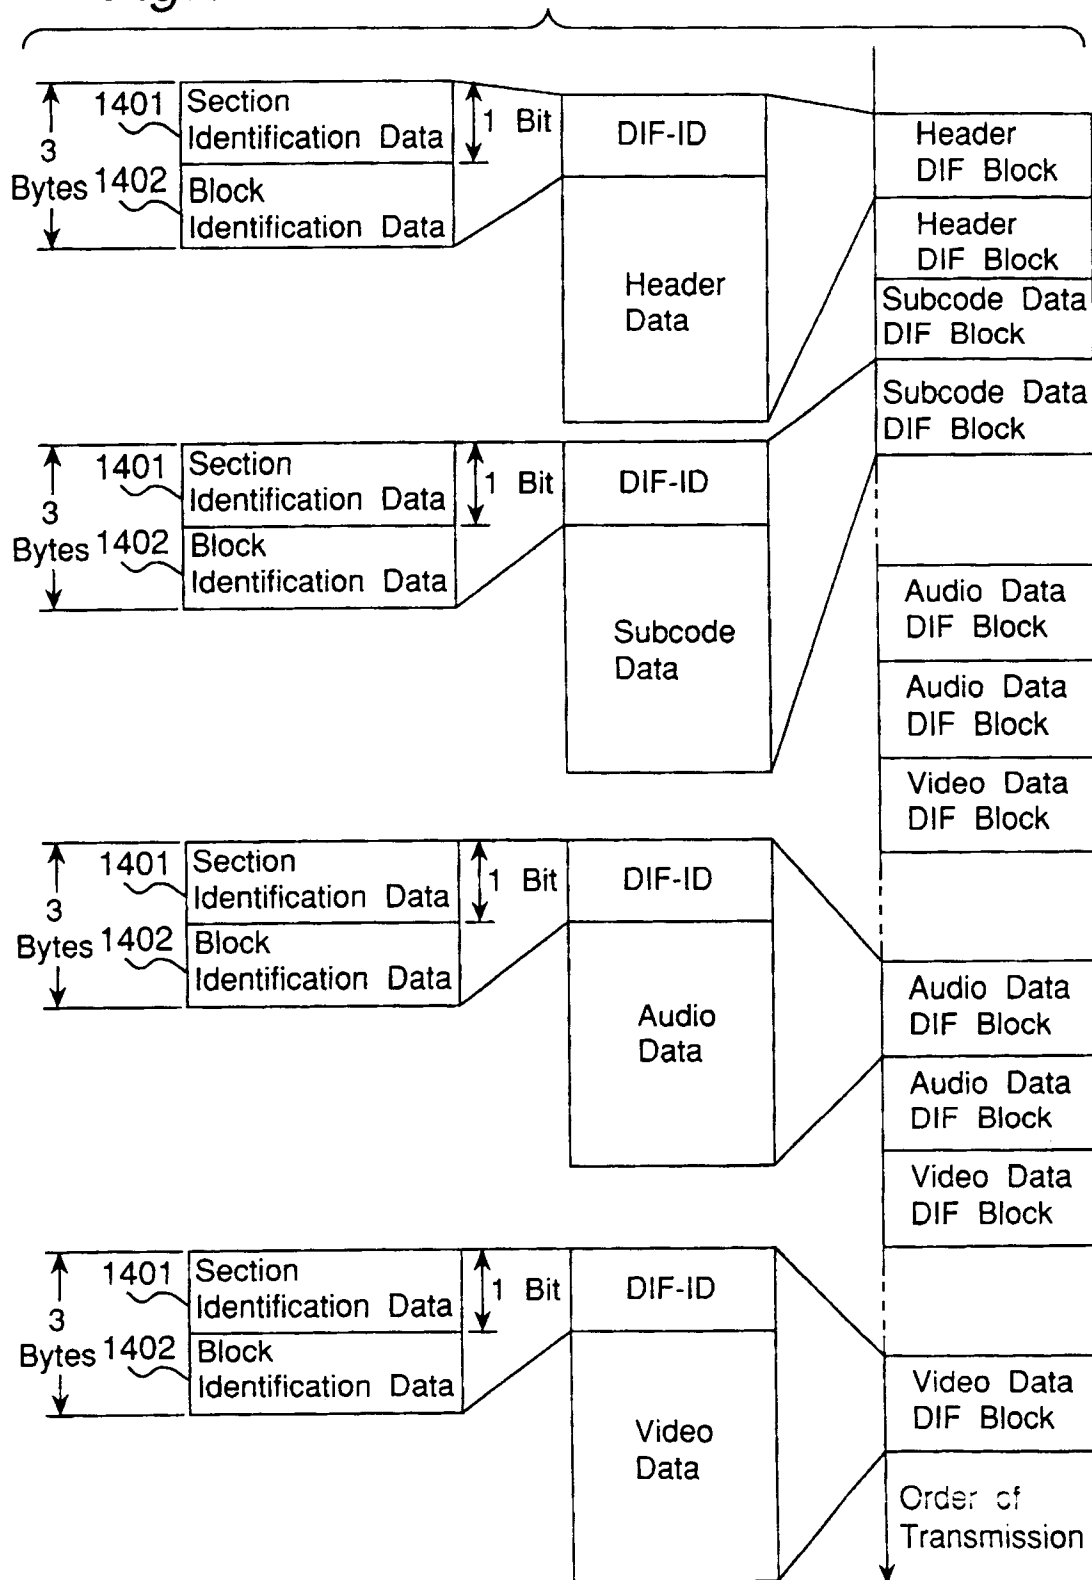 1401
Section
Identification Data
1 Bit
3
Bytes
1402
Block
Identification Data
DIF-ID
Header
Data
Header
DIF Block
Header
DIF Block
Subcode Data
DIF Block
Subcode Data
DIF Block
1401
Section
Identification Data
1 Bit
3
Bytes
1402
Block
Identification Data
DIF-ID
Subcode
Data
Audio Data
DIF Block
Audio Data
DIF Block
Video Data
DIF Block
1401
Section
Identification Data
1 Bit
3
Bytes
1402
Block
Identification Data
DIF-ID
Audio
Data
Audio Data
DIF Block
Audio Data
DIF Block
Video Data
DIF Block
1401
Section
Identification Data
1 Bit
3
Bytes
1402
Block
Identification Data
DIF-ID
Video
Data
Video Data
DIF Block
Order of
Transmission